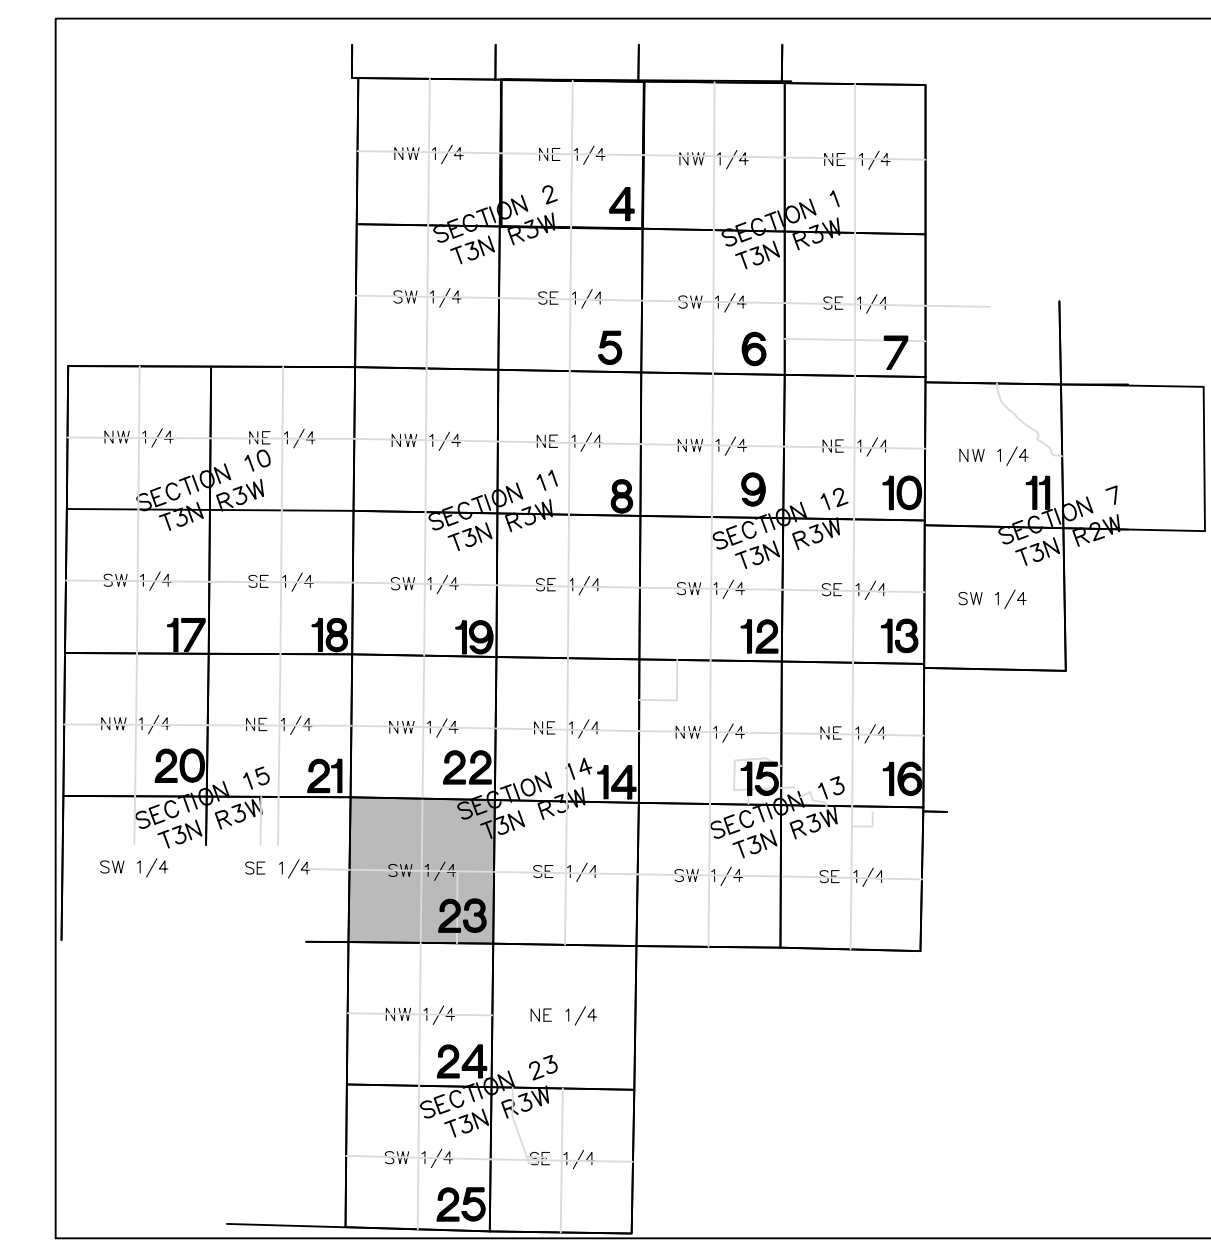 NW 1/4 NE 1/4 NW 1/4 NE 1/4
4
SECTION 2
T3N R3W
SECTION 1
T3N R3W
SW 1/4 SE 1/4 SW 1/4 SE 1/4
5 6 7
NW 1/4 NE 1/4 NW 1/4 NE 1/4 NW 1/4 NE 1/4 NW 1/4
8 9 10 11
SECTION 10
T3N R3W
SECTION 11
T3N R3W
SECTION 12
T3N R3W
SECTION 7
T3N R2W
SW 1/4 SE 1/4 SW 1/4 SE 1/4 SW 1/4 SE 1/4 SW 1/4
17 18 19 12 13
NW 1/4 NE 1/4 NW 1/4 NE 1/4 NW 1/4 NE 1/4
20 21 22 14 15 16
SECTION 15
T3N R3W
SECTION 14
T3N R3W
SECTION 13
T3N R3W
SW 1/4 SE 1/4 SW 1/4 SE 1/4 SW 1/4 SE 1/4
23
NW 1/4 NE 1/4
24
SECTION 23
T3N R3W
SW 1/4 SE 1/4
25